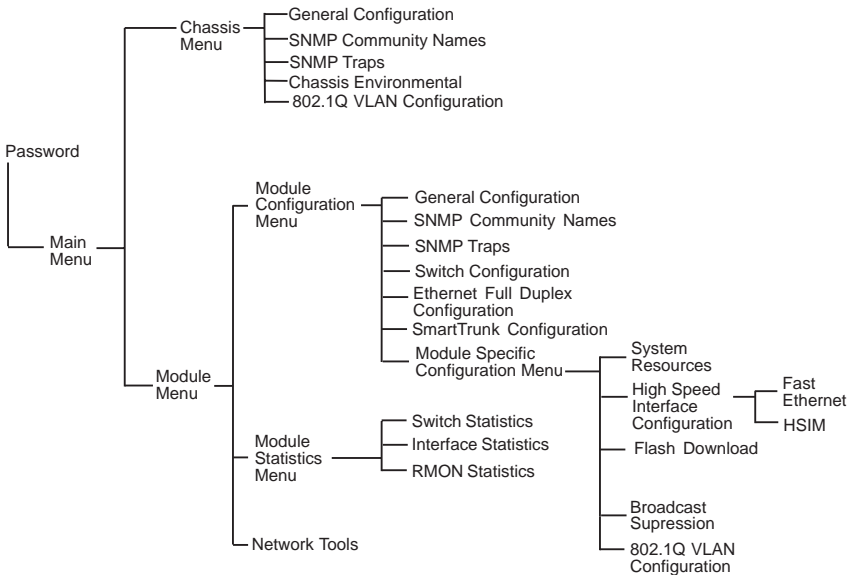 General Configuration
Chassis
Menu
SNMP Community Names
SNMP Traps
Chassis Environmental
802.1Q VLAN Configuration
Password
Main
Menu
Module
Configuration
Menu
General Configuration
SNMP Community Names
SNMP Traps
Switch Configuration
Ethernet Full Duplex
Configuration
SmartTrunk Configuration
Module Specific
Configuration Menu
System
Resources
High Speed
Interface
Configuration
Fast
Ethernet
HSIM
Flash Download
Broadcast
Supression
802.1Q VLAN
Configuration
Module
Menu
Module
Statistics
Menu
Switch Statistics
Interface Statistics
RMON Statistics
Network Tools